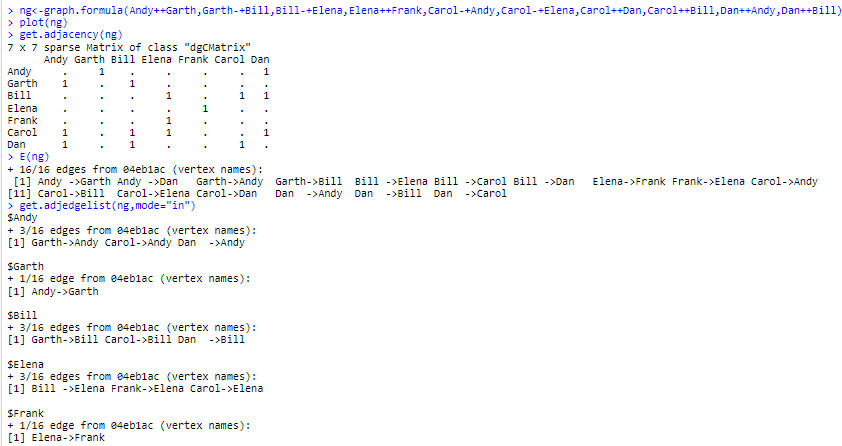 > ng<-graph.formula(Andy++Garth,Garth-+Bill,Bill-+Elena,Elena++Frank,Carol-+Andy,Carol-+Elena,Carol++Dan,Carol++Bill,Dan++Andy,Dan++Bill)
> plot(ng)
> get.adjacency(ng)
7 x 7 sparse Matrix of class "dgCMatrix"
      Andy Garth Bill Elena Frank Carol Dan
Andy     .     1    .     .     .     .   1
Garth    1     .    1     .     .     .   .
Bill     .     .    .     1     .     1   1
Elena    .     .    .     .     1     .   .
Frank    .     .    .     1     .     .   .
Carol    1     .    1     1     .     .   1
Dan      1     .    1     .     .     1   .
> E(ng)
+ 16/16 edges from 04eb1ac (vertex names):
 [1] Andy ->Garth Andy ->Dan   Garth->Andy  Garth->Bill  Bill ->Elena Bill ->Carol Bill ->Dan   Elena->Frank Frank->Elena Carol->Andy
[11] Carol->Bill  Carol->Elena Carol->Dan   Dan  ->Andy  Dan  ->Bill  Dan  ->Carol
> get.adjedgelist(ng,mode="in")
$Andy
+ 3/16 edges from 04eb1ac (vertex names):
[1] Garth->Andy Carol->Andy Dan  ->Andy

$Garth
+ 1/16 edge from 04eb1ac (vertex names):
[1] Andy->Garth

$Bill
+ 3/16 edges from 04eb1ac (vertex names):
[1] Garth->Bill Carol->Bill Dan  ->Bill

$Elena
+ 3/16 edges from 04eb1ac (vertex names):
[1] Bill ->Elena Frank->Elena Carol->Elena

$Frank
+ 1/16 edge from 04eb1ac (vertex names):
[1] Elena->Frank